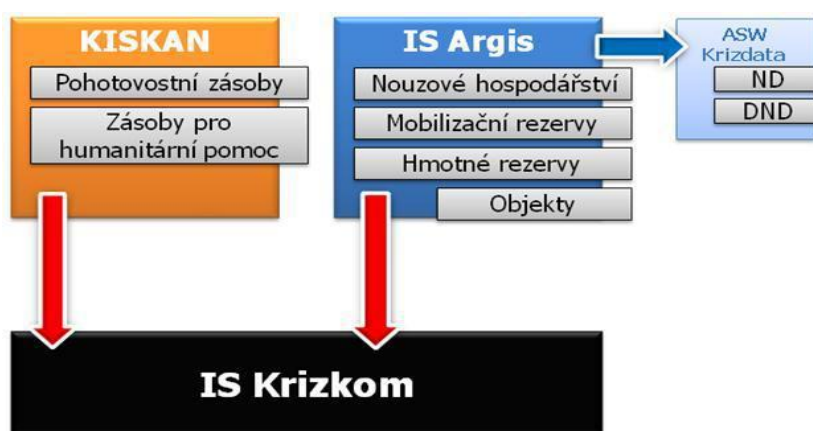 KISKAN
Pohotovostní zásoby
Zásoby pro
humanitární pomoc
IS Argis
Nouzové hospodářství
Mobilizační rezervy
Hmotné rezervy
Objekty
ASW
Krizdata
ND
DND
IS Krizkom